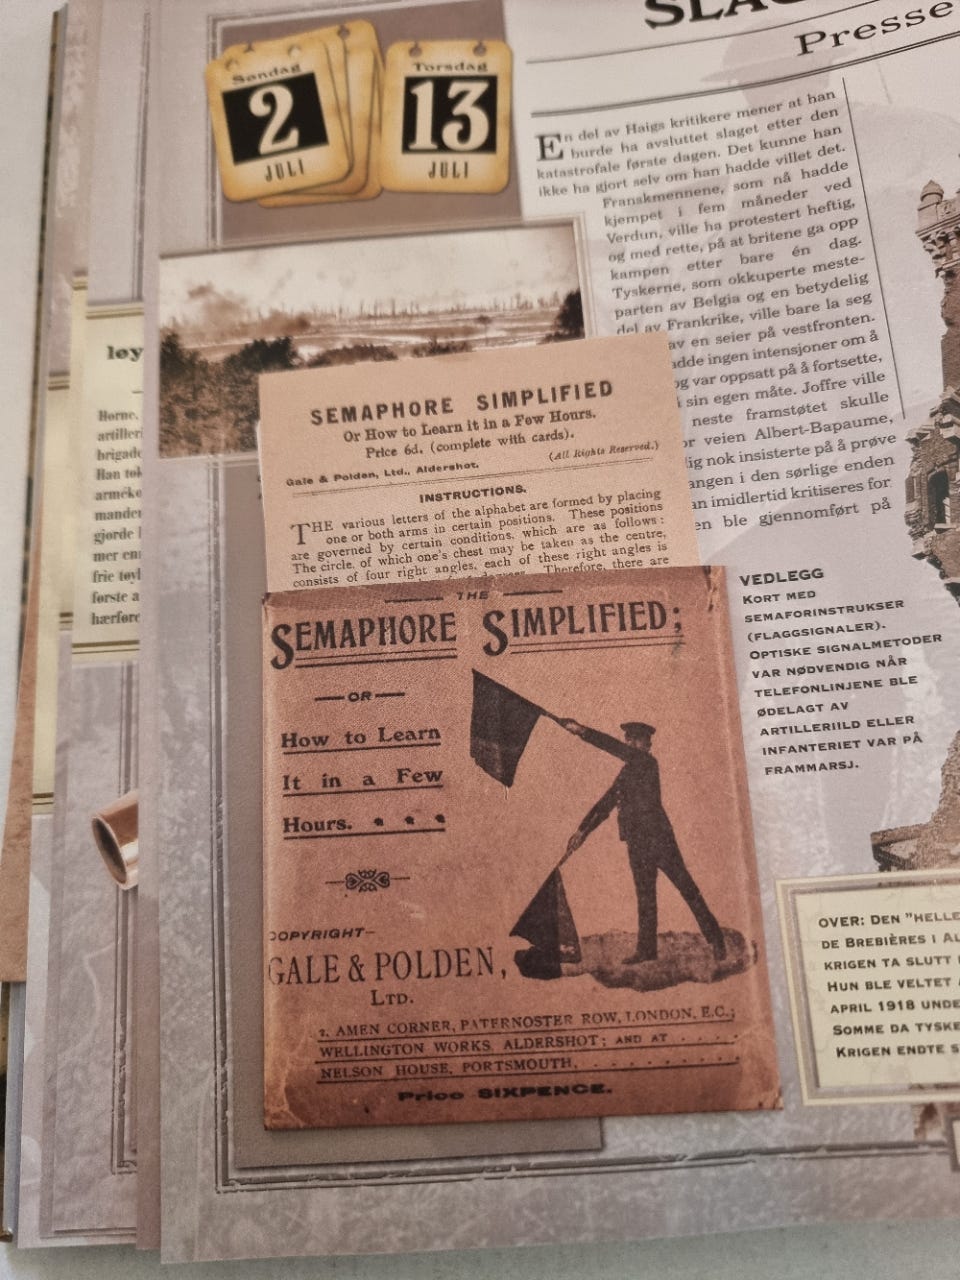 Presse
Søndag
2
JULI
Torsdag
13
JULI
En del av Haigs kritikere mener at han
burde ha avsluttet slaget etter den
katastrofale første dagen. Det kunne han
ikke ha gjort selv om han hadde villet det.
Franskmennene, som nå hadde
kjempet i fem måneder ved
Verdun, ville ha protestert heftig,
og med rette, på at britene ga opp
kampen etter bare én dag.
Tyskerne, som okkuperte meste-
parten av Belgia og en betydelig
del av Frankrike, ville bare la seg
av en seier på vestfronten.
ingen intensjoner om å
var oppsatt på å fortsette,
sin egen måte. Joffre ville
neste framstøtet skulle
veien Albert-Bapaume,
nok insisterte på å prøve
i den sørlige enden
imidlertid kritiseres for
ble gjennomført på
Horne,
Han
gjorde
mer
frie
første a
SEMAPHORE SIMPLIFIED
Or How to Learn it in a Few Hours.
Price 6d. (complete with cards).
Gale & Polden, Ltd., Aldershot. (All Rights Reserved.)
INSTRUCTIONS.
THE various letters of the alphabet are formed by placing
one or both arms in certain positions. These positions
are governed by certain conditions, which are as follows:
The circle, of which one's chest may be taken as the centre,
consists of four right angles, each of these right angles is
Therefore, there are
THE
SEMAPHORE SIMPLIFIED;
OR
How to Learn
It in a Few
Hours.
COPYRIGHT—
GALE & POLDEN,
LTD.
2, AMEN CORNER, PATERNOSTER ROW, LONDON, E.C.;
WELLINGTON WORKS, ALDERSHOT; AND AT . . . . .
NELSON HOUSE, PORTSMOUTH,. . . . . . . . . .
Price SIXPENCE.
VEDLEGG
KORT MED
SEMAFORINSTRUKSER
(FLAGGSIGNALER).
OPTISKE SIGNALMETODER
VAR NØDVENDIG NÅR
TELEFONLINJENE BLE
ØDELAGT AV
ARTILLERIILD ELLER
INFANTERIET VAR PÅ
FRAMMARSJ.
OVER: DEN "HELLE
DE BREBIÈRES I AL
KRIGEN TA SLUTT
HUN BLE VELTET
APRIL 1918 UNDE
SOMME DA TYSKE
KRIGEN ENDTE S